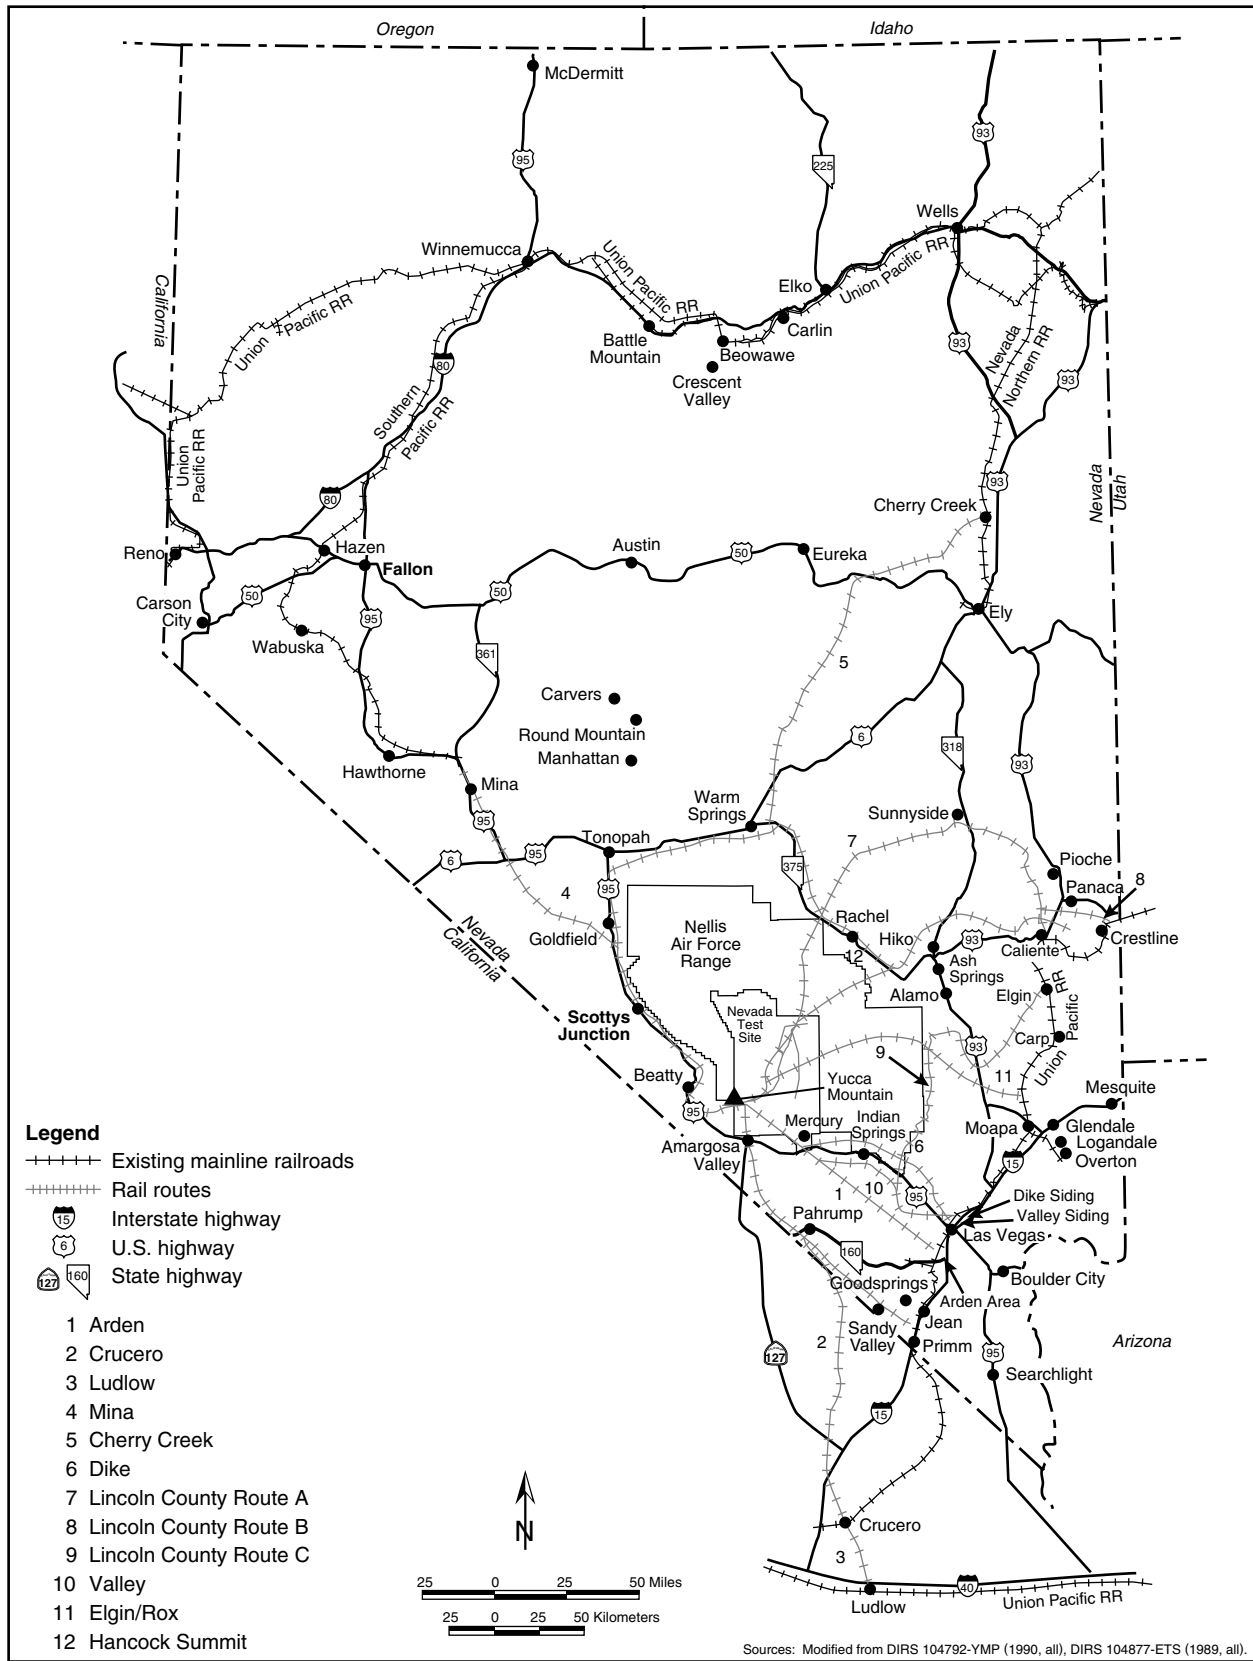 Oregon
Idaho
McDermitt
95
225
93
Wells
Winnemucca
Union
Pacific RR
Elko
Union Pacific RR
California
Union
Pacific RR
Battle
Mountain
Carlin
Beowawe
Crescent
Valley
93
Nevada
Northern RR
93
80
Southern
Pacific RR
Union
Pacific RR
80
93
Cherry Creek
Nevada
Utah
Reno
Hazen
Fallon
Austin
50
Eureka
Carson
City
50
50
95
Wabuska
Ely
361
5
Carvers
Round Mountain
Manhattan
6
318
93
Hawthorne
Mina
95
Warm
Springs
Sunnyside
Tonopah
6
95
7
375
Pioche
Panaca
8
95
4
Goldfield
Nevada
California
Nellis
Air Force
Range
Rachel
12
Hiko
93
Caliente
Crestline
Ash
Springs
Alamo
Elgin
RR
Pacific
Union
Carp
Scottys
Junction
Nevada
Test
Site
93
9
11
Beatty
Yucca
Mountain
Mesquite
95
Mercury
Indian
Springs
6
Moapa
Glendale
Logandale
Overton
Amargosa
Valley
15
1
10
95
Dike Siding
Valley Siding
Las Vegas
Pahrump
160
Boulder City
Goodsprings
Arden Area
Jean
Sandy
Valley
Primm
Arizona
2
127
95
Searchlight
15
Crucero
3
40
Union Pacific RR
Ludlow
Legend
Existing mainline railroads
Rail routes
15 Interstate highway
6 U.S. highway
127 160 State highway
1 Arden
2 Crucero
3 Ludlow
4 Mina
5 Cherry Creek
6 Dike
7 Lincoln County Route A
8 Lincoln County Route B
9 Lincoln County Route C
10 Valley
11 Elgin/Rox
12 Hancock Summit
N
25 0 25 50 Miles
25 0 25 50 Kilometers
Sources: Modified from DIRS 104792-YMP (1990, all), DIRS 104877-ETS (1989, all).